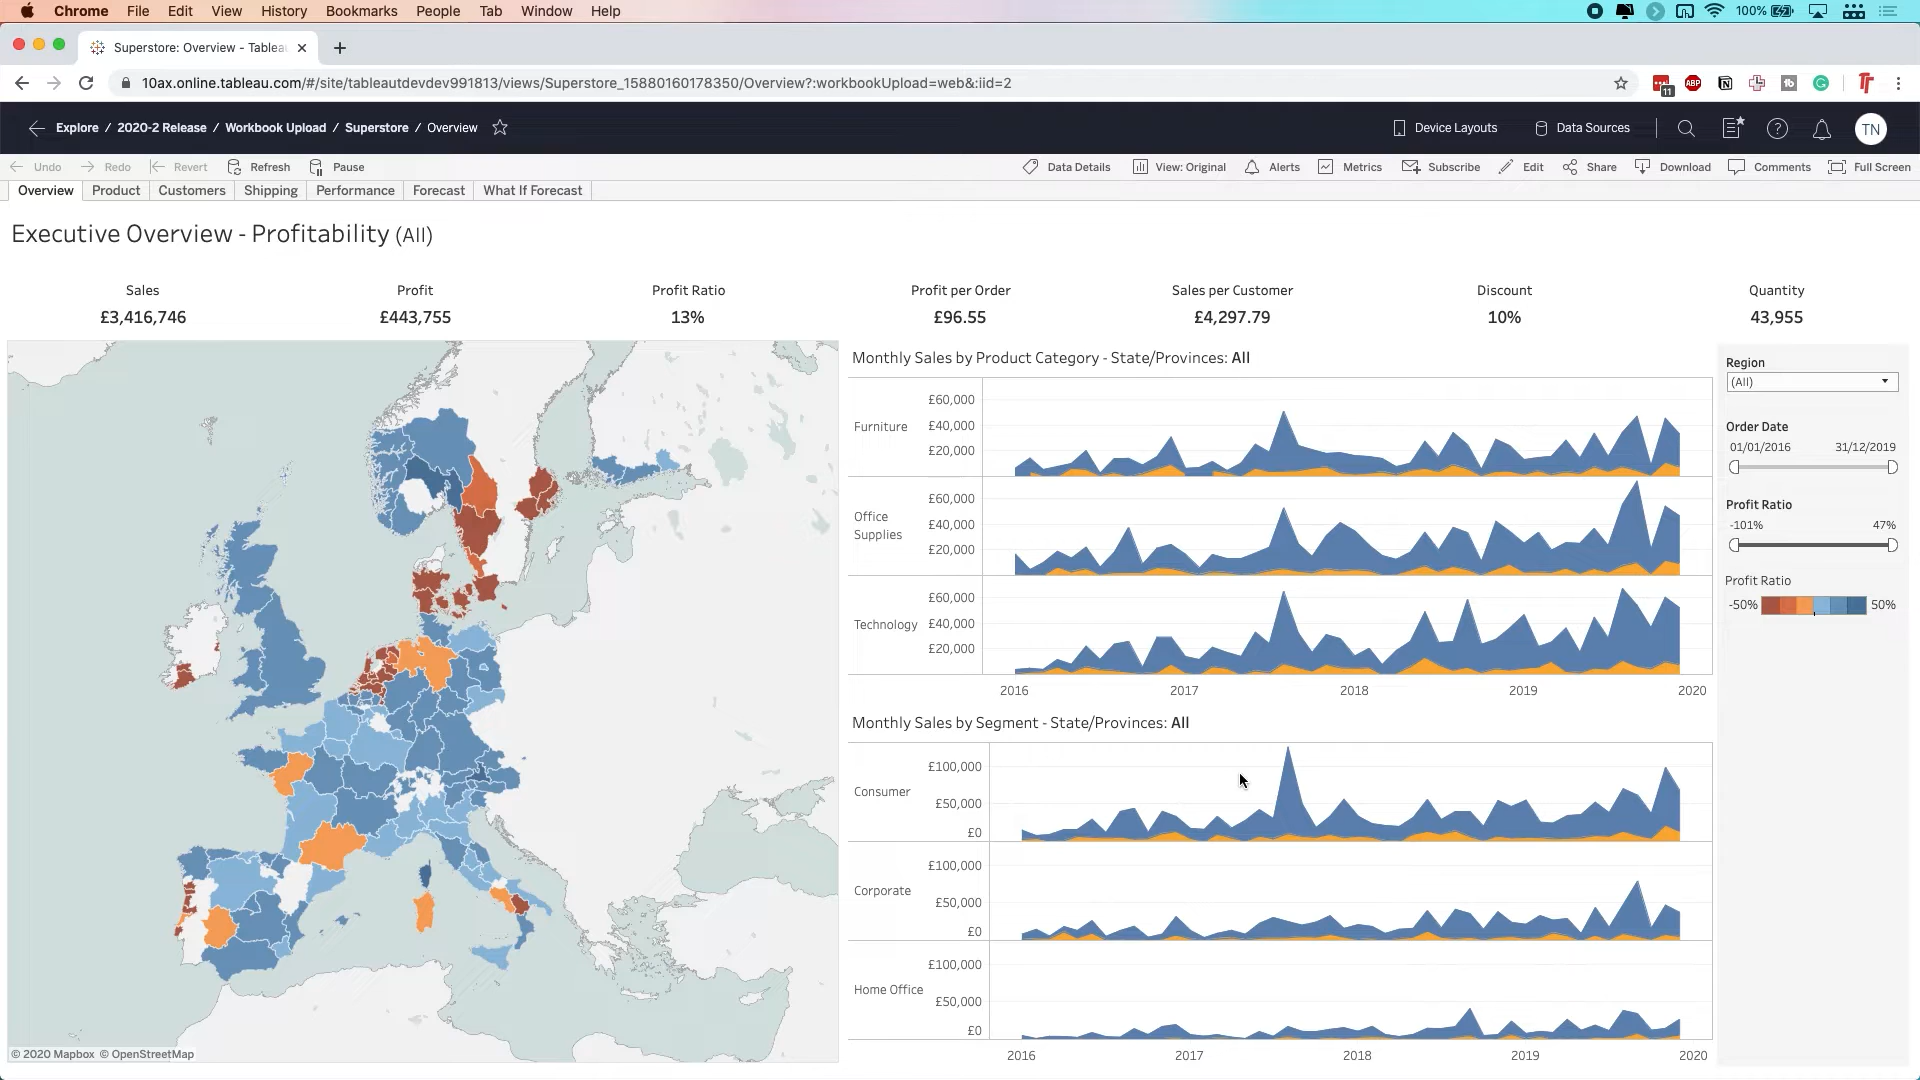 Chrome File Edit View History Bookmarks People Tab Window Help 100%
Superstore: Overview - Tablea
10ax.online.tableau.com/#/site/tableautdevdev991813/views/Superstore_15880160178350/Overview?:workbookUpload=web&:iid=2
11 ABP
Explore / 2020-2 Release / Workbook Upload / Superstore / Overview Device Layouts Data Sources TN
Undo Redo Revert Refresh Pause Data Details View: Original Alerts Metrics Subscribe Edit Share Download Comments Full Screen
Overview Product Customers Shipping Performance Forecast What If Forecast
Executive Overview - Profitability (All)
Sales Profit Profit Ratio Profit per Order Sales per Customer Discount Quantity
£3,416,746 £443,755 13% £96.55 £4,297.79 10% 43,955
Monthly Sales by Product Category - State/Provinces: All
Furniture
£60,000
£40,000
£20,000
Office
Supplies
£60,000
£40,000
£20,000
Technology
£60,000
£40,000
£20,000
2016 2017 2018 2019 2020
Monthly Sales by Segment - State/Provinces: All
Consumer
£100,000
£50,000
£0
Corporate
£100,000
£50,000
£0
Home Office
£100,000
£50,000
£0
2016 2017 2018 2019 2020
Region
(All)
Order Date
01/01/2016 31/12/2019
Profit Ratio
-101% 47%
Profit Ratio
-50% 50%
© 2020 Mapbox © OpenStreetMap